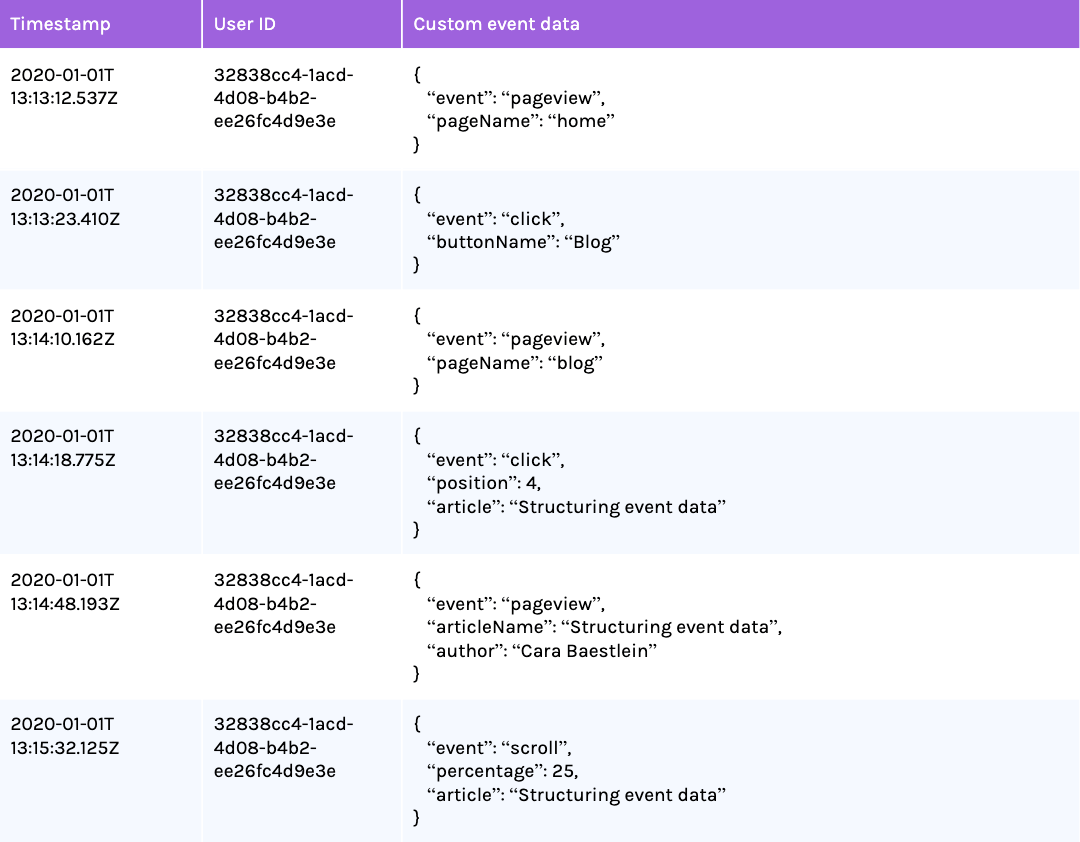 Timestamp User ID Custom event data
2020-01-01T 32838cc4-1acd- {
13:13:12.537Z 4d08-b4b2- “event”: “pageview”,
ee26fc4d9e3e “pageName”: “home”
}
2020-01-01T 32838cc4-1acd- {
13:13:23.410Z 4d08-b4b2- “event”: “click”,
ee26fc4d9e3e “buttonName”: “Blog”
}
2020-01-01T 32838cc4-1acd- {
13:14:10.162Z 4d08-b4b2- “event”: “pageview”,
ee26fc4d9e3e “pageName”: “blog”
}
2020-01-01T 32838cc4-1acd- {
13:14:18.775Z 4d08-b4b2- “event”: “click”,
ee26fc4d9e3e “position”: 4,
“article”: “Structuring event data”
}
2020-01-01T 32838cc4-1acd- {
13:14:48.193Z 4d08-b4b2- “event”: “pageview”,
ee26fc4d9e3e “articleName”: “Structuring event data”,
“author”: “Cara Baestlein”
}
2020-01-01T 32838cc4-1acd- {
13:15:32.125Z 4d08-b4b2- “event”: “scroll”,
ee26fc4d9e3e “percentage”: 25,
“article”: “Structuring event data”
}